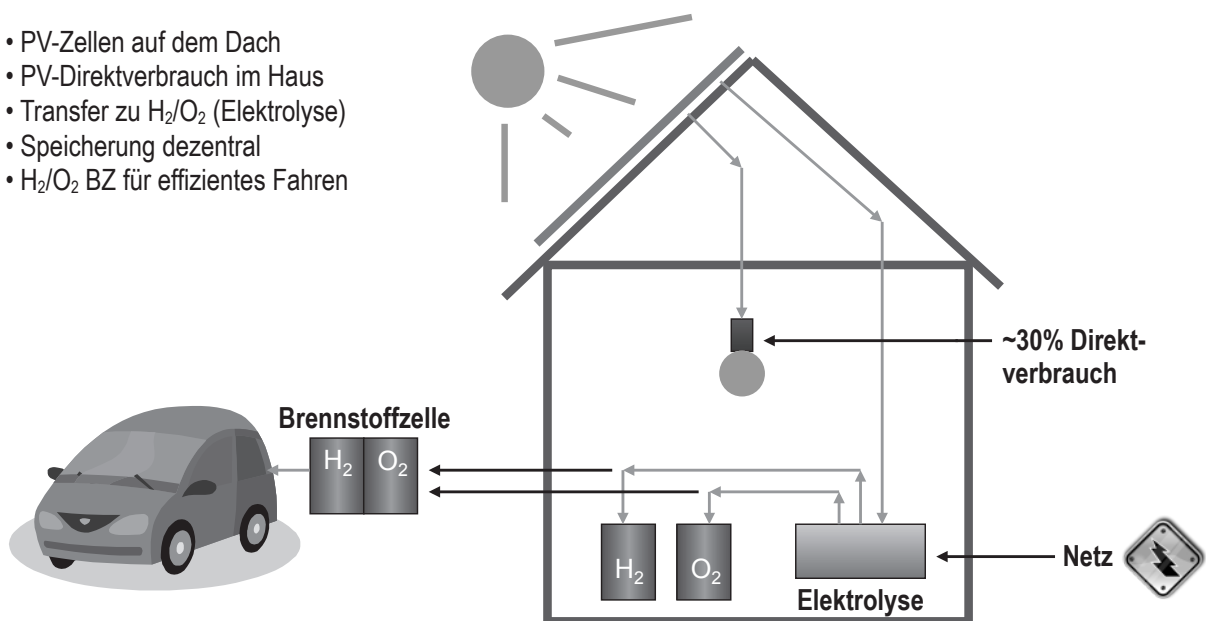 • PV-Zellen auf dem Dach
• PV-Direktverbrauch im Haus
• Transfer zu H₂/O₂ (Elektrolyse)
• Speicherung dezentral
• H₂/O₂ BZ für effizientes Fahren
~30% Direkt-
verbrauch
Brennstoffzelle
H₂ O₂
H₂ O₂
Netz
Elektrolyse